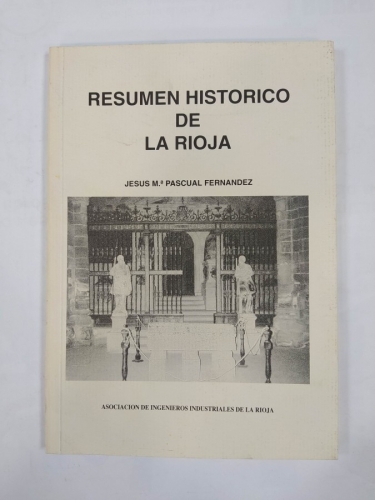 RESUMEN HISTORICO
DE
LA RIOJA
JESUS M.ª PASCUAL FERNANDEZ
ASOCIACION DE INGENIEROS INDUSTRIALES DE LA RIOJA